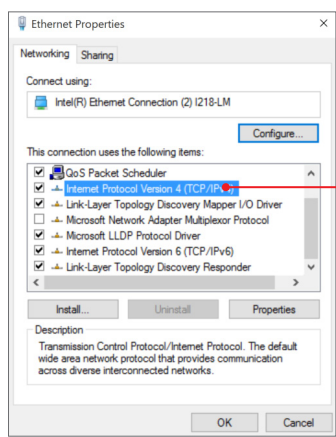 Ethernet Properties
Networking Sharing
Connect using:
Intel(R) Ethernet Connection (2) I218-LM
Configure...
This connection uses the following items:
QoS Packet Scheduler
Internet Protocol Version 4
Link-Layer Topology Discovery Mapper I/O Driver
Microsoft Network Adapter Multiplexor Protocol
Microsoft LLDP Protocol Driver
Internet Protocol Version 6 (TCP/IPv6)
Link-Layer Topology Discovery Responder
Install... Uninstall Properties
Description
Transmission Control Protocol/Internet Protocol. The default
wide area network protocol that provides communication
across diverse interconnected networks.
OK Cancel